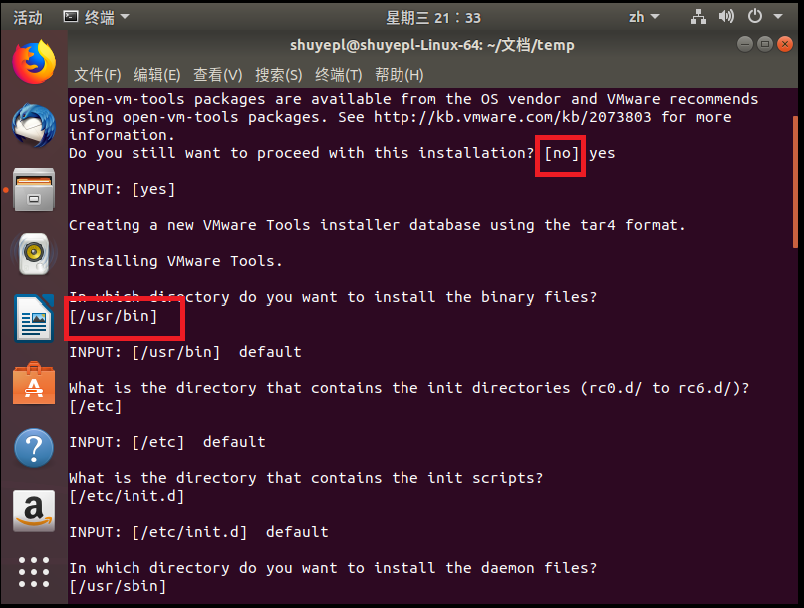 活动 终端 星期三 21：33 zh
shuyepl@shuyepl-Linux-64: ~/文档/temp
文件(F) 编辑(E) 查看(V) 搜索(S) 终端(T) 帮助(H)
open-vm-tools packages are available from the OS vendor and VMware recommends
using open-vm-tools packages. See http://kb.vmware.com/kb/2073803 for more
information.
Do you still want to proceed with this installation? [no] yes
INPUT: [yes]
Creating a new VMware Tools installer database using the tar4 format.
Installing VMware Tools.
In which directory do you want to install the binary files?
[/usr/bin]
INPUT: [/usr/bin]  default
What is the directory that contains the init directories (rc0.d/ to rc6.d/)?
[/etc]
INPUT: [/etc]  default
What is the directory that contains the init scripts?
[/etc/init.d]
INPUT: [/etc/init.d]  default
In which directory do you want to install the daemon files?
[/usr/sbin]